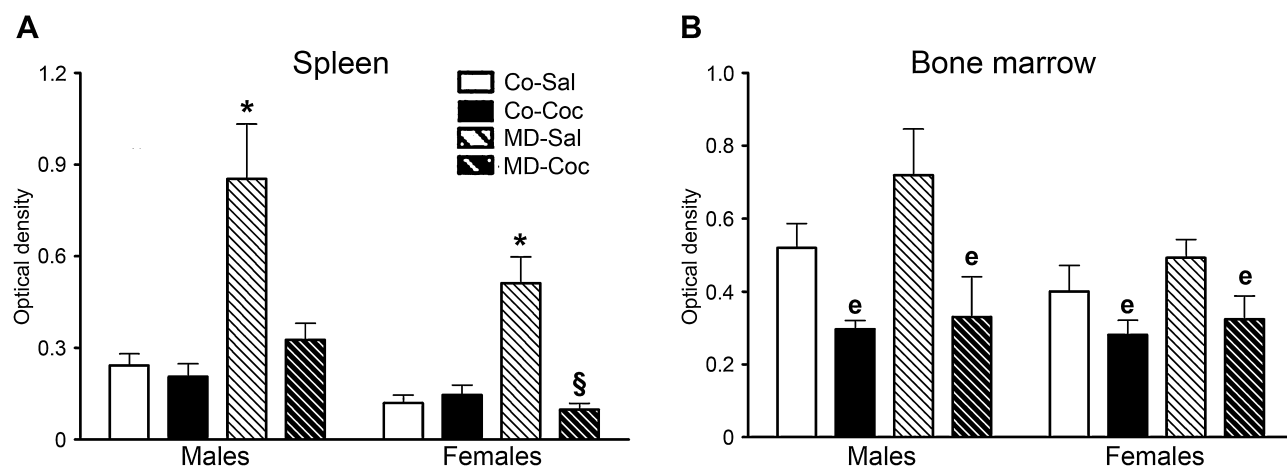 A
Spleen
Co-Sal
Co-Coc
MD-Sal
MD-Coc
Optical density
1.2
0.9
0.6
0.3
0
*
*
§
Males
Females
B
Bone marrow
Optical density
1.0
0.8
0.6
0.4
0.2
0
e
e
e
e
Males
Females